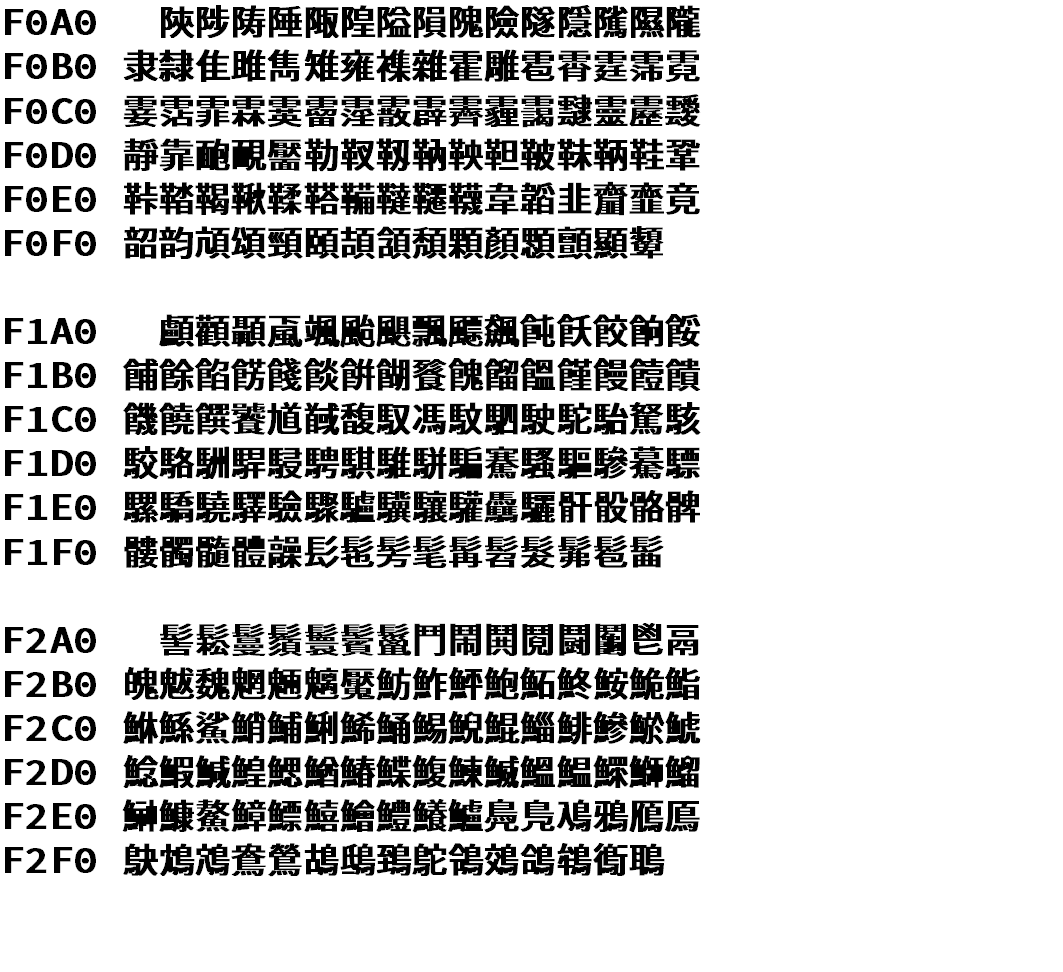 F0A0 陝陟陦陲陬隍隘隕隗險隧隱隲隰隴
F0B0 隶隸隹雎雋雉雍襍雜霍雕雹霄霆霈霓
F0C0 霎霑霏霖霙霤霪霰霹霽霾靄靆靈靂靉
F0D0 靜靠靤靦靨勒靫靱靹鞅靼鞁靺鞆鞋鞏
F0E0 鞐鞜鞨鞦鞣鞳鞴韃韆韈韋韜韭齏韲竟
F0F0 韶韵頏頌頸頤頡頷頽顆顏顋顫顯顰
F1A0 顱顴顳颪颯颱颶飄飃飆飩飫餃餉餒
F1B0 餔餘餡餝餞餤餠餬餮餽餾饂饉饅饐饋
F1C0 饑饒饌饕馗馘馥馭馮馼駟駛駝駘駑駭
F1D0 駮駱駲駻駸騁騏騅駢騙騫騷驅驂驀驃
F1E0 騾驕驍驛驗驟驢驥驤驩驫驪骭骰骼髀
F1F0 髏髑髓體髞髟髢髣髦髯髫髮髴髱髷
F2A0 髻鬆鬘鬚鬟鬢鬣鬥鬧鬨鬩鬪鬮鬯鬲
F2B0 魄魃魏魍魎魑魘魴鮓鮃鮑鮖鮗鮟鮠鮨
F2C0 鮴鯀鯊鮹鯆鯏鯑鯒鯣鯢鯤鯔鯡鰺鯲鯱
F2D0 鯰鰕鰔鰉鰓鰌鰆鰈鰒鰊鰄鰮鰛鰥鰤鰡
F2E0 鰰鱇鰲鱆鰾鱚鱠鱧鱶鱸鳧鳬鳰鴉鴈鳫
F2F0 鴃鴆鴪鴦鶯鴣鴟鵄鴕鴒鵁鴿鴾鵆鵈